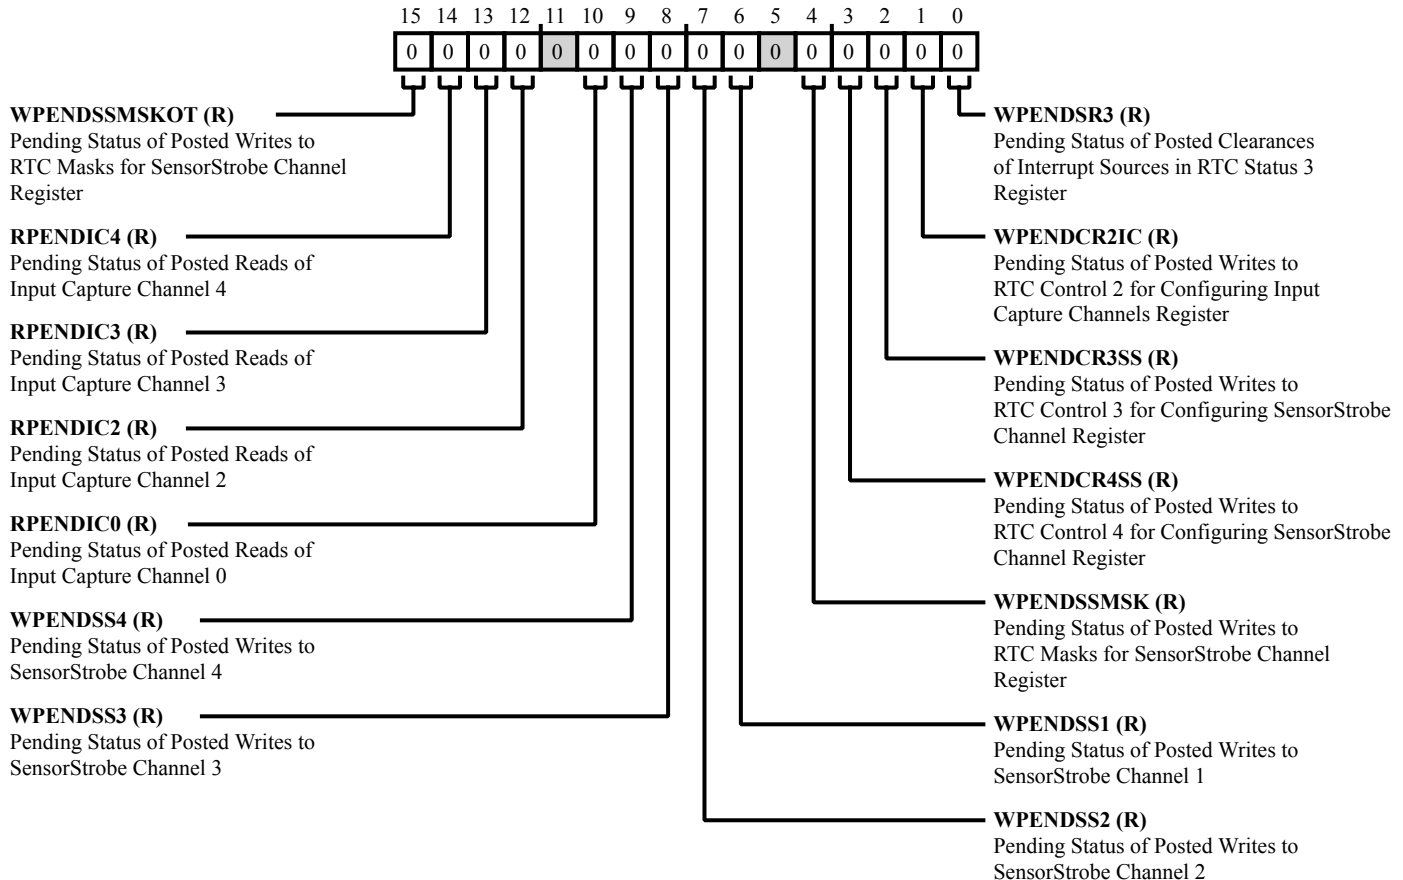 15 14 13 12 11 10 9 8 7 6 5 4 3 2 1 0
0 0 0 0 0 0 0 0 0 0 0 0 0 0 0 0
WPENDSSMSKOT (R)
Pending Status of Posted Writes to
RTC Masks for SensorStrobe Channel
Register
RPENDIC4 (R)
Pending Status of Posted Reads of
Input Capture Channel 4
RPENDIC3 (R)
Pending Status of Posted Reads of
Input Capture Channel 3
RPENDIC2 (R)
Pending Status of Posted Reads of
Input Capture Channel 2
RPENDIC0 (R)
Pending Status of Posted Reads of
Input Capture Channel 0
WPENDSS4 (R)
Pending Status of Posted Writes to
SensorStrobe Channel 4
WPENDSS3 (R)
Pending Status of Posted Writes to
SensorStrobe Channel 3
WPENDSR3 (R)
Pending Status of Posted Clearances
of Interrupt Sources in RTC Status 3
Register
WPENDCR2IC (R)
Pending Status of Posted Writes to
RTC Control 2 for Configuring Input
Capture Channels Register
WPENDCR3SS (R)
Pending Status of Posted Writes to
RTC Control 3 for Configuring SensorStrobe
Channel Register
WPENDCR4SS (R)
Pending Status of Posted Writes to
RTC Control 4 for Configuring SensorStrobe
Channel Register
WPENDSSMSK (R)
Pending Status of Posted Writes to
RTC Masks for SensorStrobe Channel
Register
WPENDSS1 (R)
Pending Status of Posted Writes to
SensorStrobe Channel 1
WPENDSS2 (R)
Pending Status of Posted Writes to
SensorStrobe Channel 2